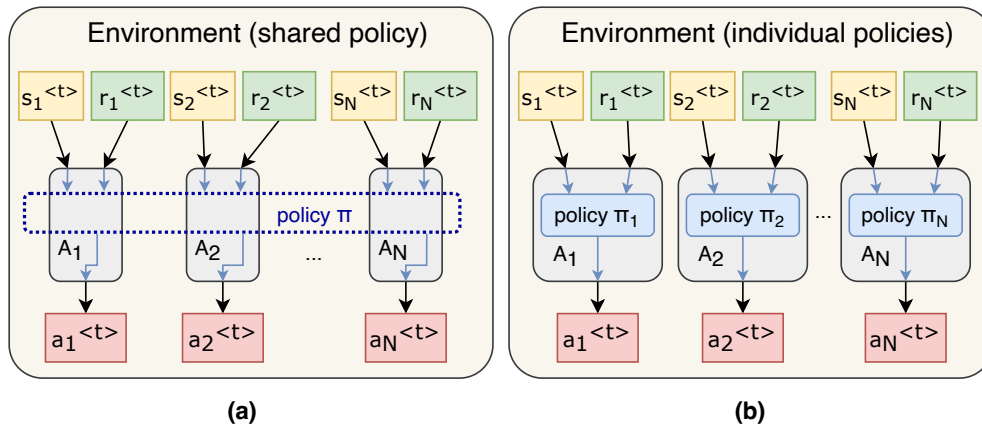 Environment (shared policy)
s1<t> r1<t> s2<t> r2<t> sN<t> rN<t>
policy π
A1 A2 ... AN
a1<t> a2<t> aN<t>
(a)
Environment (individual policies)
s1<t> r1<t> s2<t> r2<t> sN<t> rN<t>
policy π1 policy π2 ... policy πN
A1 A2 AN
a1<t> a2<t> aN<t>
(b)